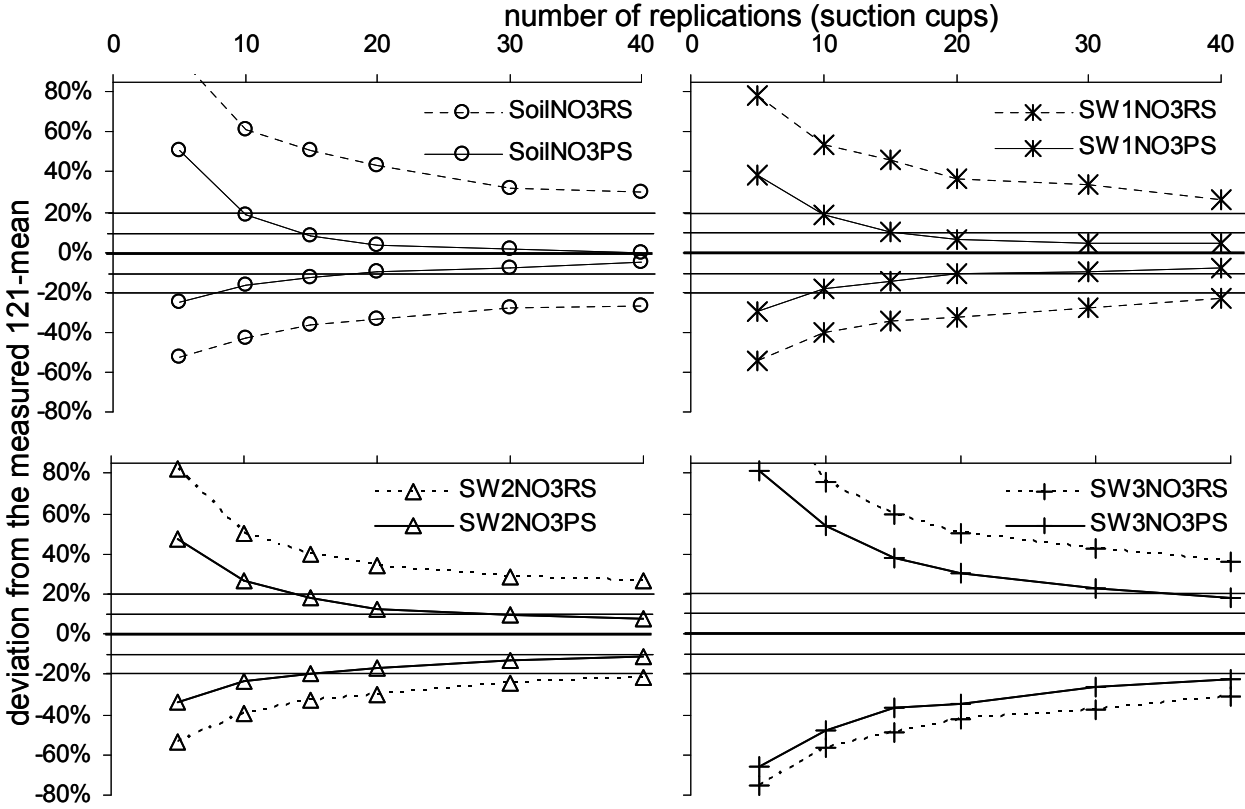 number of replications (suction cups)
0 10 20 30 40
0 10 20 30 40
deviation from the measured 121-mean
80%
60%
40%
20%
0%
-20%
-40%
-60%
-80%
SoilNO3RS
SoilNO3PS
SW1NO3RS
SW1NO3PS
80%
60%
40%
20%
0%
-20%
-40%
-60%
-80%
SW2NO3RS
SW2NO3PS
SW3NO3RS
SW3NO3PS